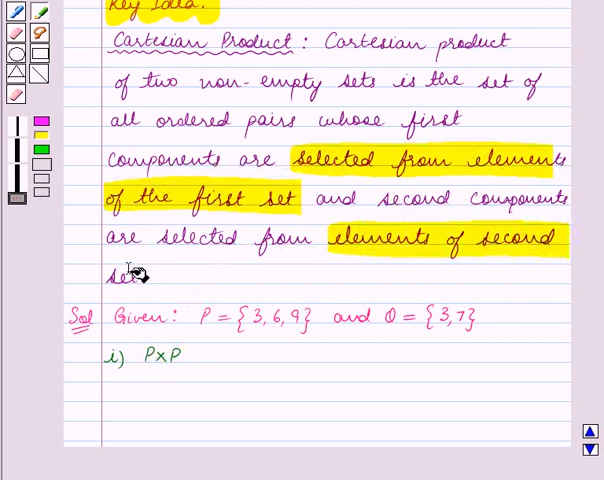 Key Idea:
Cartesian Product : Cartesian product
of two non-empty sets is the set of
all ordered pairs whose first
components are selected from elements
of the first set and second components
are selected from elements of second
set
Sol Given: P = {3, 6, 9} and Q = {3, 7}
i) P×P